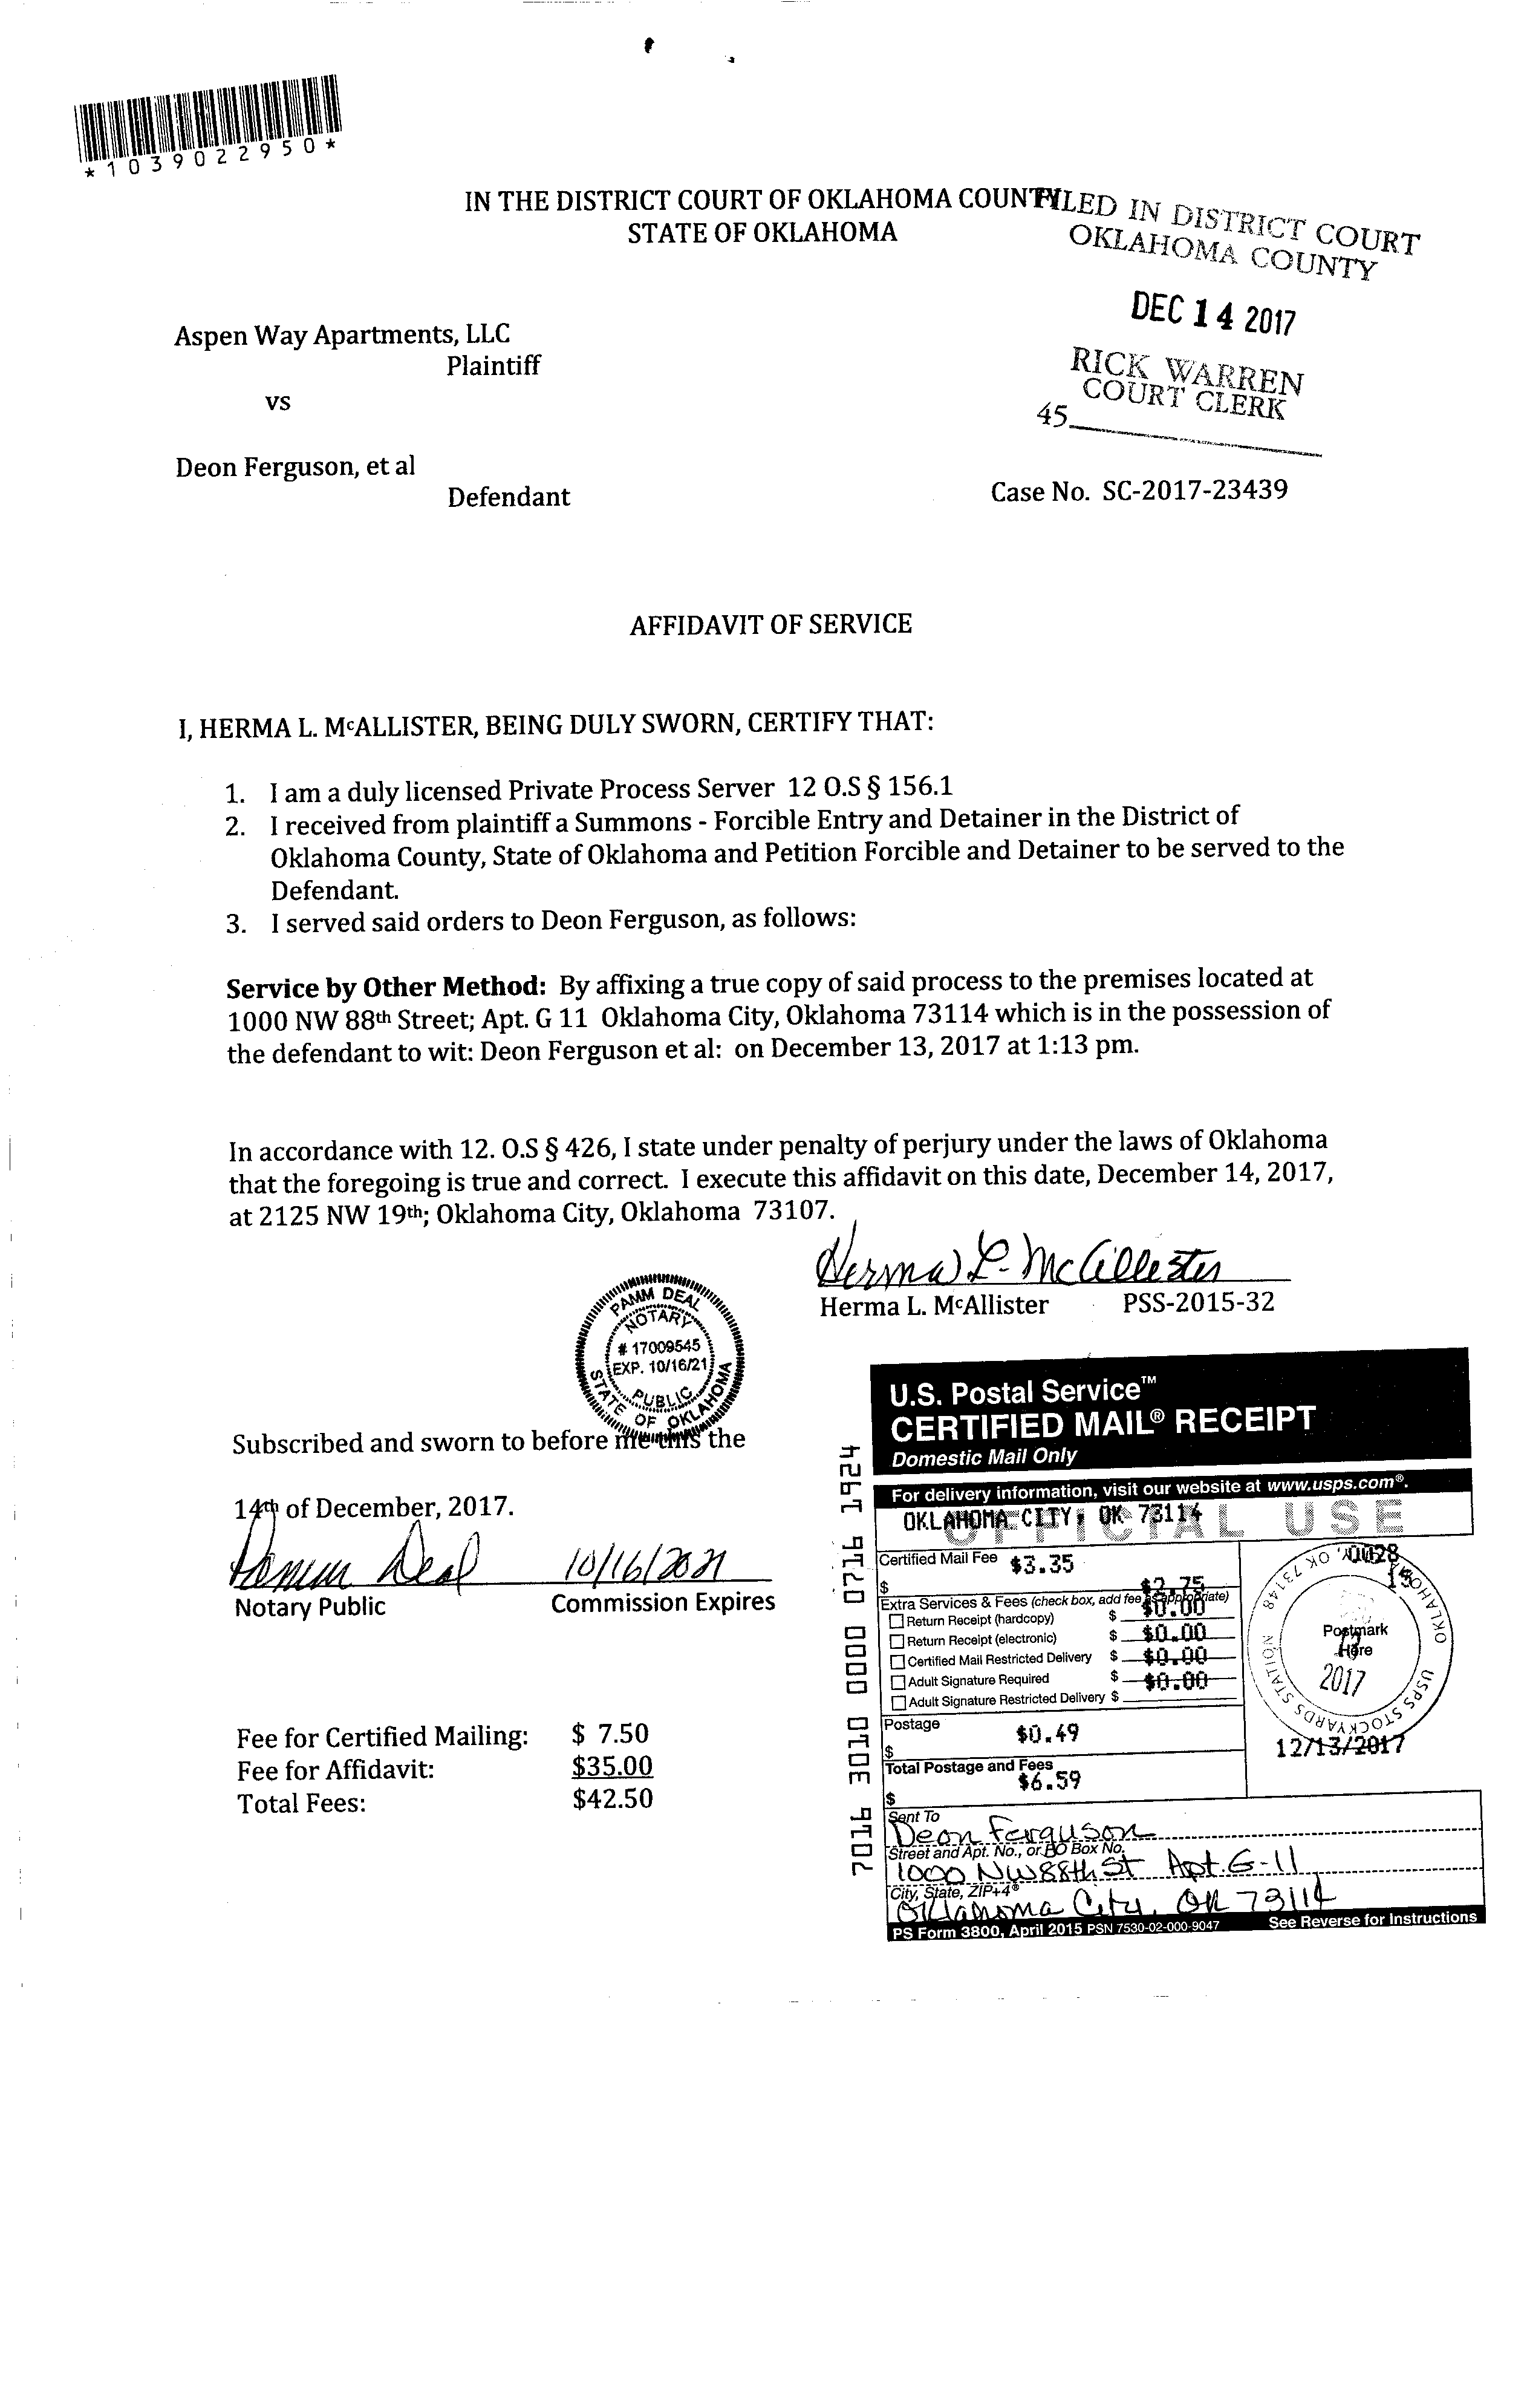 *1039022950*
IN THE DISTRICT COURT OF OKLAHOMA COUNTY
STATE OF OKLAHOMA
FILED IN DISTRICT COURT
OKLAHOMA COUNTY
DEC 14 2017
RICK WARREN
COURT CLERK
45
Aspen Way Apartments, LLC
Plaintiff
vs
Deon Ferguson, et al
Defendant
Case No. SC-2017-23439
AFFIDAVIT OF SERVICE
I, HERMA L. McALLISTER, BEING DULY SWORN, CERTIFY THAT:
1. I am a duly licensed Private Process Server 12 O.S § 156.1
2. I received from plaintiff a Summons - Forcible Entry and Detainer in the District of
Oklahoma County, State of Oklahoma and Petition Forcible and Detainer to be served to the
Defendant.
3. I served said orders to Deon Ferguson, as follows:
Service by Other Method: By affixing a true copy of said process to the premises located at
1000 NW 88th Street; Apt. G 11 Oklahoma City, Oklahoma 73114 which is in the possession of
the defendant to wit: Deon Ferguson et al: on December 13, 2017 at 1:13 pm.
In accordance with 12. O.S § 426, I state under penalty of perjury under the laws of Oklahoma
that the foregoing is true and correct. I execute this affidavit on this date, December 14, 2017,
at 2125 NW 19th; Oklahoma City, Oklahoma 73107.
Herma L. McAllister
Herma L. McAllister PSS-2015-32
PAMM DEAL
NOTARY
# 17009545
EXP. 10/16/21
PUBLIC
STATE OF OKLAHOMA
Subscribed and sworn to before me this the
14th of December, 2017.
Pamm Deal 10/16/2021
Notary Public Commission Expires
Fee for Certified Mailing: $ 7.50
Fee for Affidavit: $35.00
Total Fees: $42.50
7016 3010 0000 0716 1924
U.S. Postal Service™
CERTIFIED MAIL® RECEIPT
Domestic Mail Only
For delivery information, visit our website at www.usps.com®.
OFFICIAL USE
OKLAHOMA CITY, OK 73114
Certified Mail Fee $3.35
$ $2.75
Extra Services & Fees (check box, add fee as appropriate)
Return Receipt (hardcopy) $ $0.00
Return Receipt (electronic) $ $0.00
Certified Mail Restricted Delivery $ $0.00
Adult Signature Required $ $0.00
Adult Signature Restricted Delivery $
Postage $0.49
$
Total Postage and Fees
$6.59
$
0028
Postmark
Here
2017
OKLAHOMA, OK 73148
USPS STOCKYARDS STATION
12/13/2017
Sent To
Deon Ferguson
Street and Apt. No., or PO Box No.
1000 NW 88th St Apt. G-11
City, State, ZIP+4®
Oklahoma City, OK 73114
PS Form 3800, April 2015 PSN 7530-02-000-9047 See Reverse for Instructions